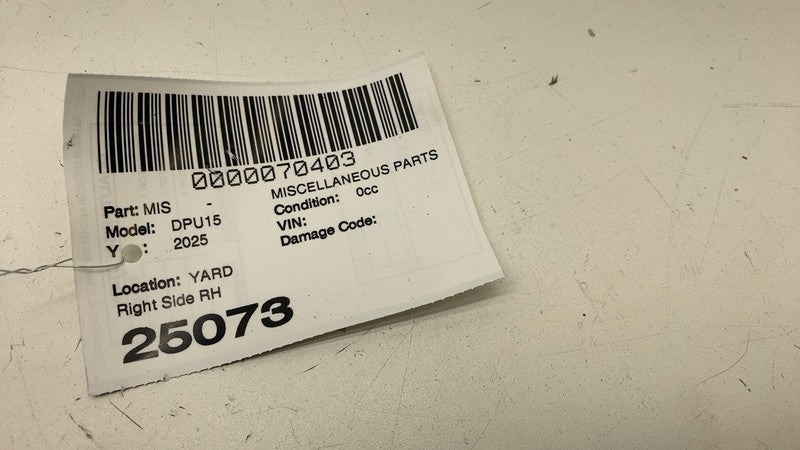 0000070403
Part: MIS - MISCELLANEOUS PARTS
Model: DPU15 Condition: 0cc
Y : 2025 VIN:
Damage Code:
Location: YARD
Right Side RH
25073